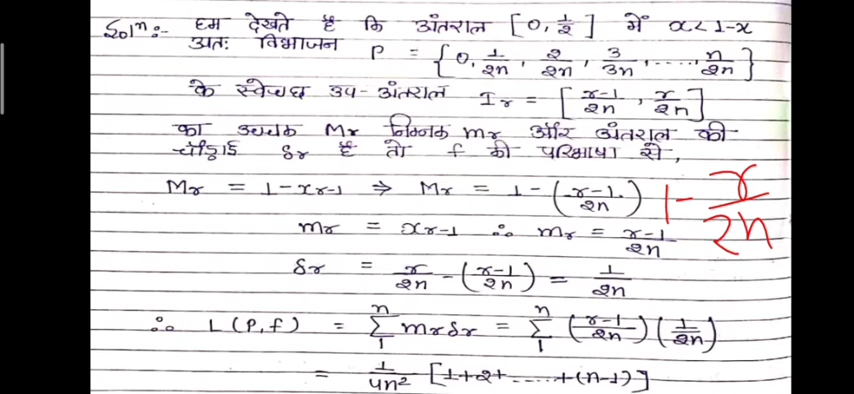 Solⁿ:- हम देखते हैं कि अंतराल [0, 1/2] में x < 1-x
अतः विभाजन P = {0, 1/2n, 2/2n, 3/3n, ....., n/2n}
के स्वेच्छ उप-अंतराल Ir = [r-1/2n, r/2n]
का उच्चक Mr निम्नक mr और अंतराल की
चौड़ाई δr है तो f की परिभाषा से,
Mr = 1-xr-1 ⇒ Mr = 1-(r-1/2n) 1-r/2n
mr = xr-1 ∴ mr = r-1/2n
δr = r/2n - (r-1/2n) = 1/2n
∴ L(P,f) = Σ₁ⁿ mrδr = Σ₁ⁿ (r-1/2n)(1/2n)
= 1/4n² [1+2+.......+(n-1)]